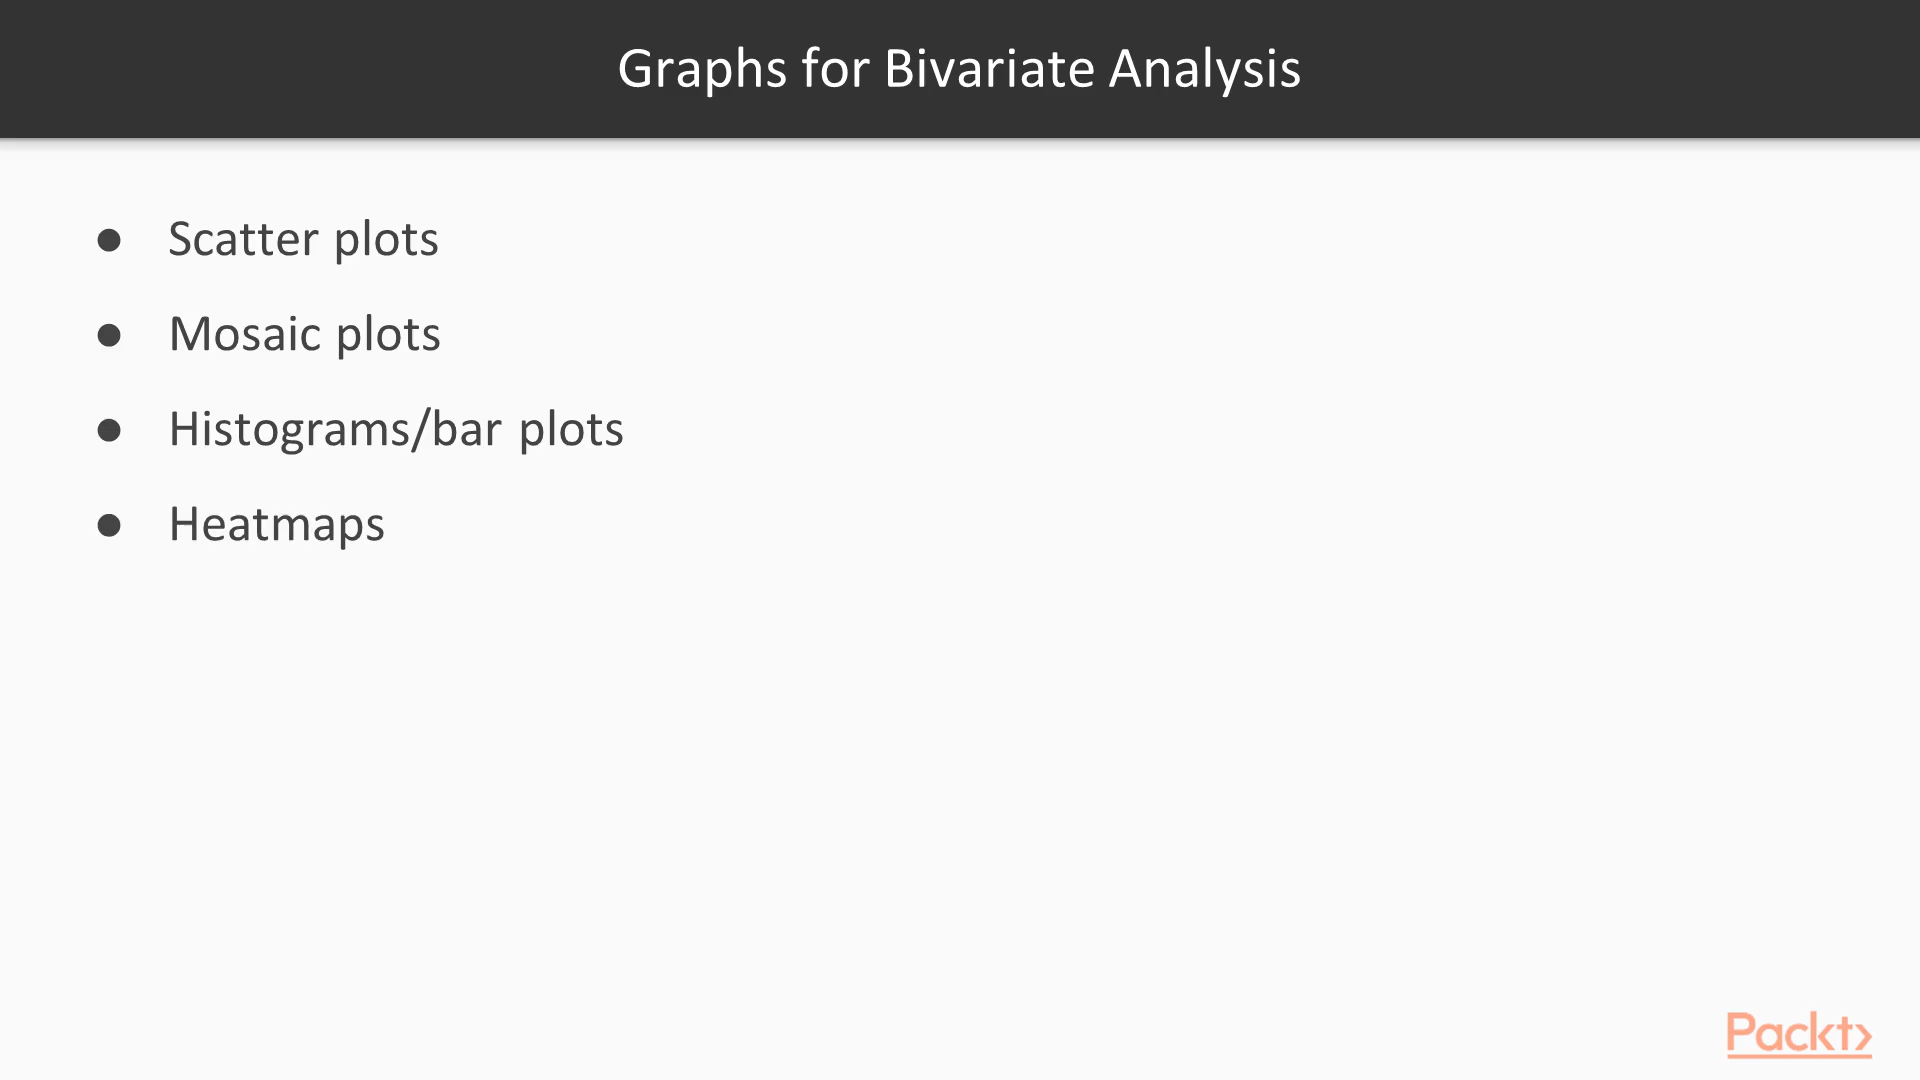 Graphs for Bivariate Analysis
● Scatter plots
● Mosaic plots
● Histograms/bar plots
● Heatmaps
Packt>